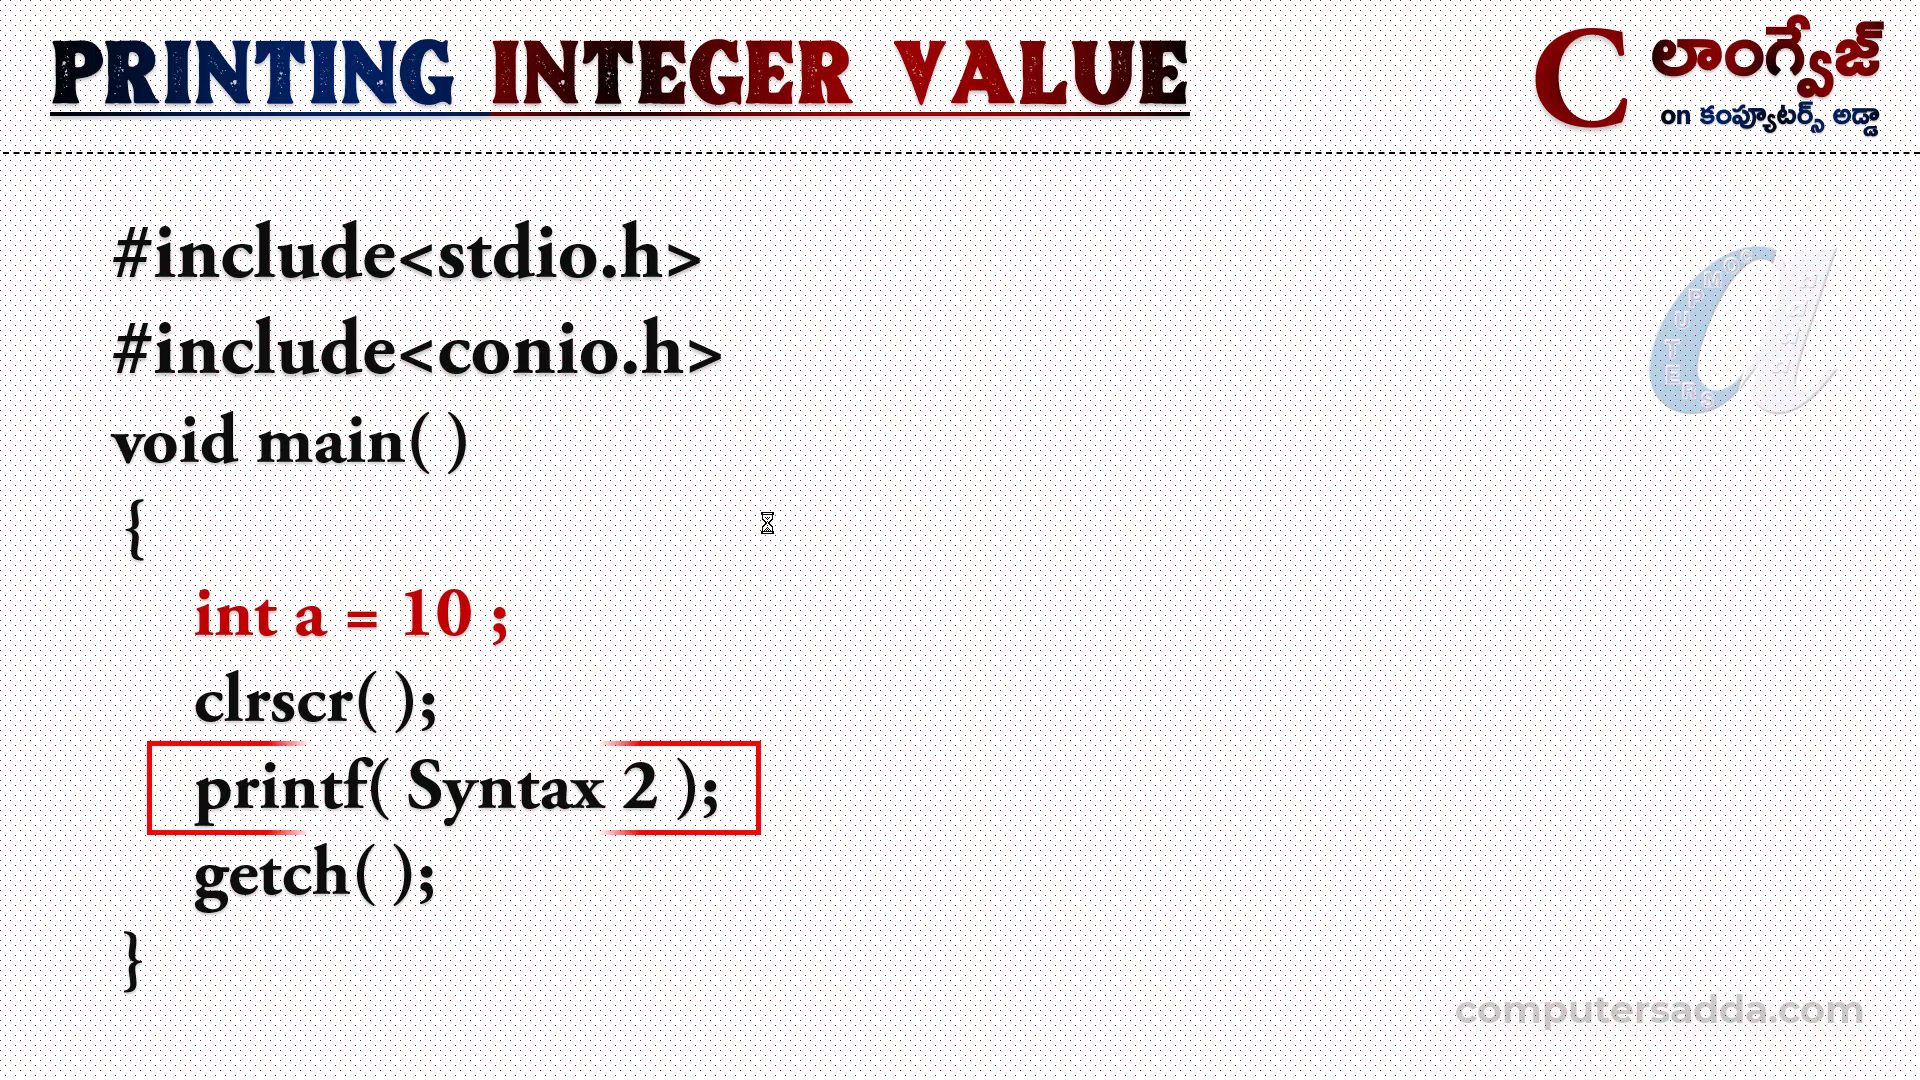 PRINTING INTEGER VALUE
C లాంగ్వేజ్
on కంప్యూటర్స్ అడ్డా
#include<stdio.h>
#include<conio.h>
void main( )
{
int a = 10 ;
clrscr( );
printf( Syntax 2 );
getch( );
}
COMPUTERS
computersadda.com